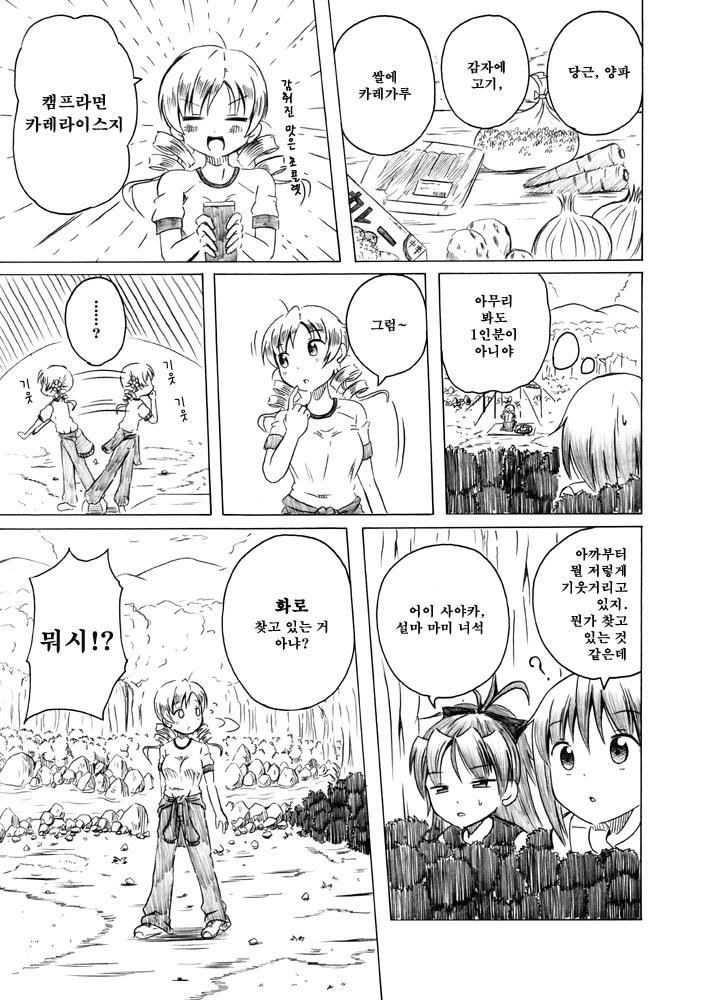 당근, 양파
감자에
고기,
쌀에
카레가루
カレー
캠프라면
카레라이스지
감춰진 맛은 초콜렛
아무리
봐도
1인분이
아니야
그럼~
……?
기웃
기웃
기웃
기웃
아까부터
뭘 저렇게
기웃거리고
있지.
뭔가 찾고
있는 것
같은데
?
어이 사야카,
설마 마미 녀석
화로
찾고 있는 거
아냐?
뭐시!?